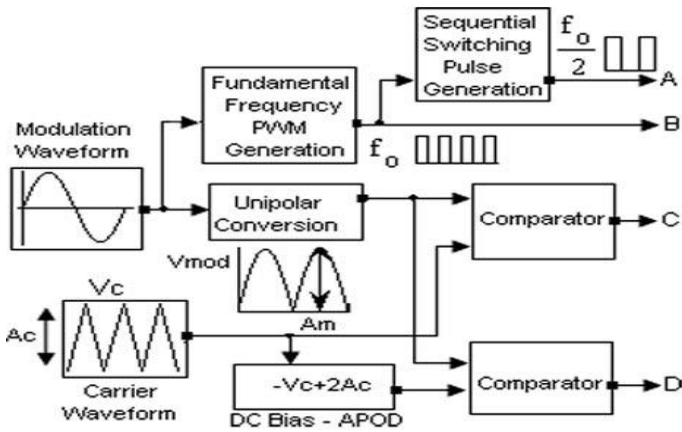 Sequential
Switching
Pulse
Generation
f_o
2
A
Fundamental
Frequency
PWM
Generation
B
f_o
Modulation
Waveform
Unipolar
Conversion
Comparator
C
Vmod
Am
Vc
Ac
Carrier
Waveform
-Vc+2Ac
DC Bias - APOD
Comparator
D